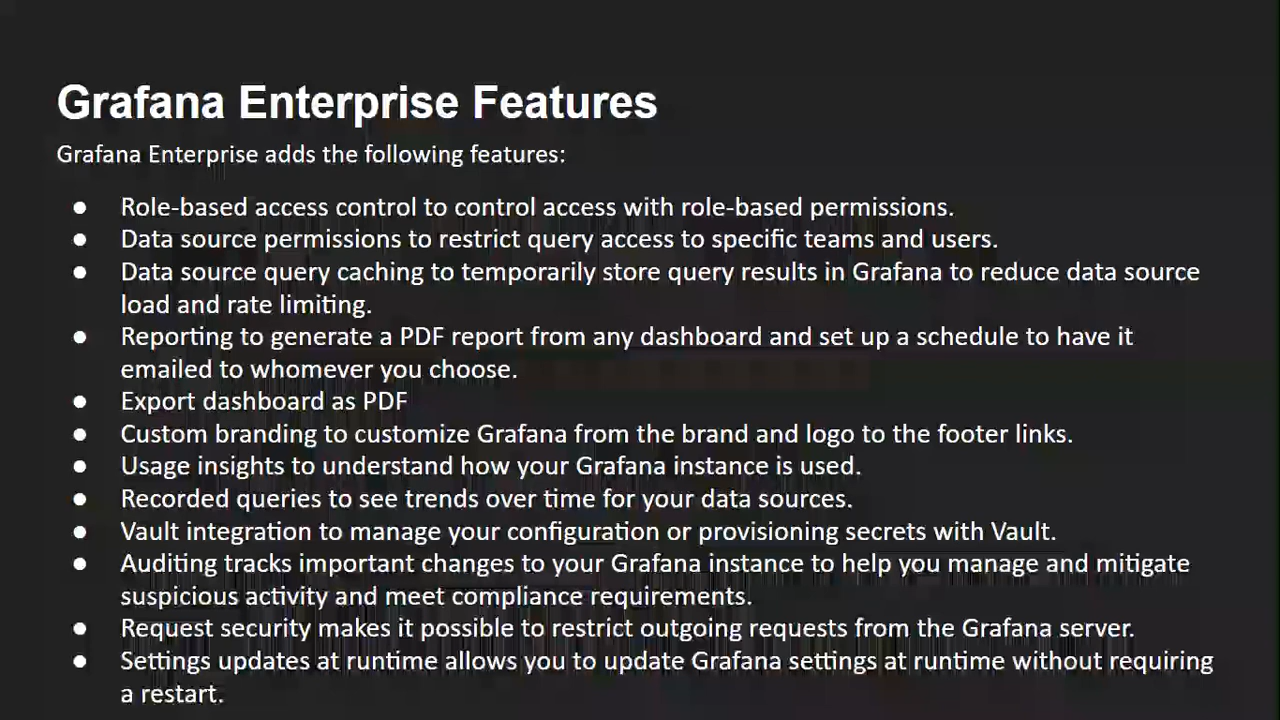 Grafana Enterprise Features
Grafana Enterprise adds the following features:
● Role-based access control to control access with role-based permissions.
● Data source permissions to restrict query access to specific teams and users.
● Data source query caching to temporarily store query results in Grafana to reduce data source
load and rate limiting.
● Reporting to generate a PDF report from any dashboard and set up a schedule to have it
emailed to whomever you choose.
● Export dashboard as PDF
● Custom branding to customize Grafana from the brand and logo to the footer links.
● Usage insights to understand how your Grafana instance is used.
● Recorded queries to see trends over time for your data sources.
● Vault integration to manage your configuration or provisioning secrets with Vault.
● Auditing tracks important changes to your Grafana instance to help you manage and mitigate
suspicious activity and meet compliance requirements.
● Request security makes it possible to restrict outgoing requests from the Grafana server.
● Settings updates at runtime allows you to update Grafana settings at runtime without requiring
a restart.